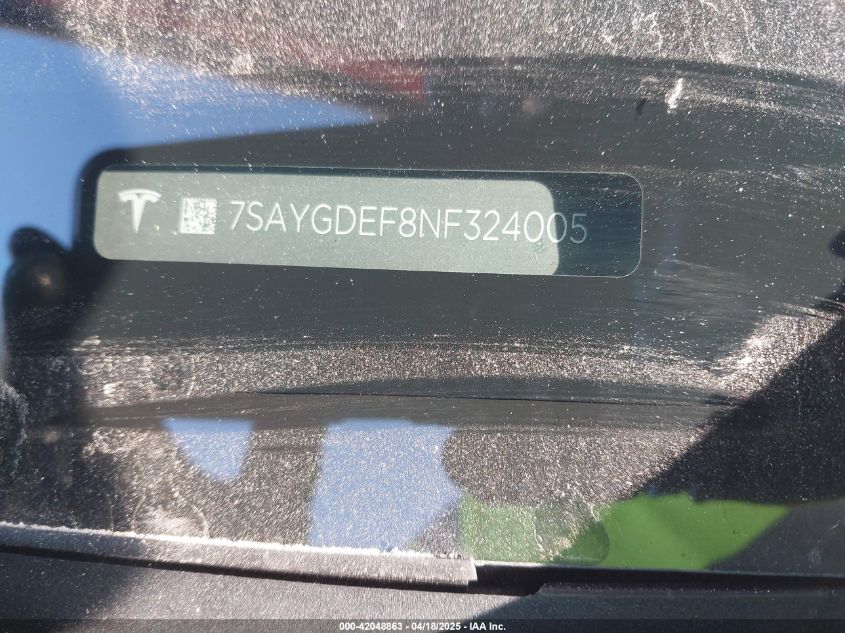 7SAYGDEF8NF324005
000-42048863 - 04/18/2025 - IAA Inc.